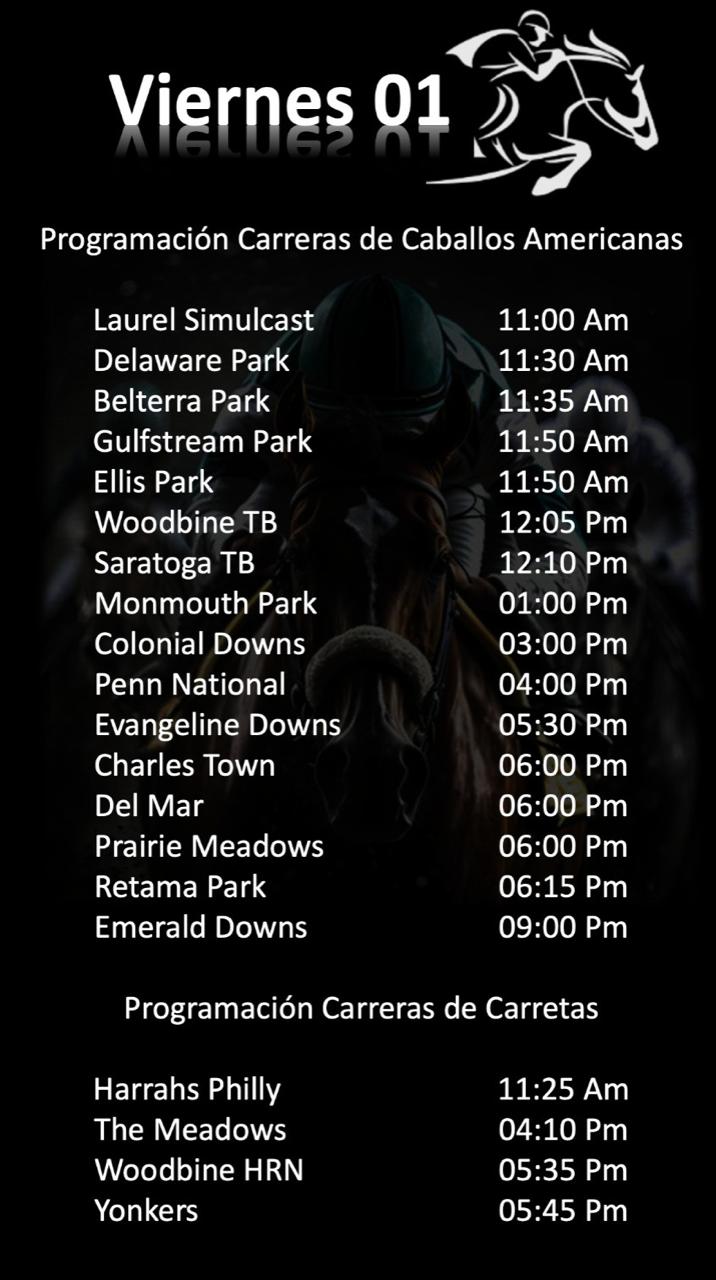 Viernes 01
Programación Carreras de Caballos Americanas
Laurel Simulcast 11:00 Am
Delaware Park 11:30 Am
Belterra Park 11:35 Am
Gulfstream Park 11:50 Am
Ellis Park 11:50 Am
Woodbine TB 12:05 Pm
Saratoga TB 12:10 Pm
Monmouth Park 01:00 Pm
Colonial Downs 03:00 Pm
Penn National 04:00 Pm
Evangeline Downs 05:30 Pm
Charles Town 06:00 Pm
Del Mar 06:00 Pm
Prairie Meadows 06:00 Pm
Retama Park 06:15 Pm
Emerald Downs 09:00 Pm
Programación Carreras de Carretas
Harrahs Philly 11:25 Am
The Meadows 04:10 Pm
Woodbine HRN 05:35 Pm
Yonkers 05:45 Pm